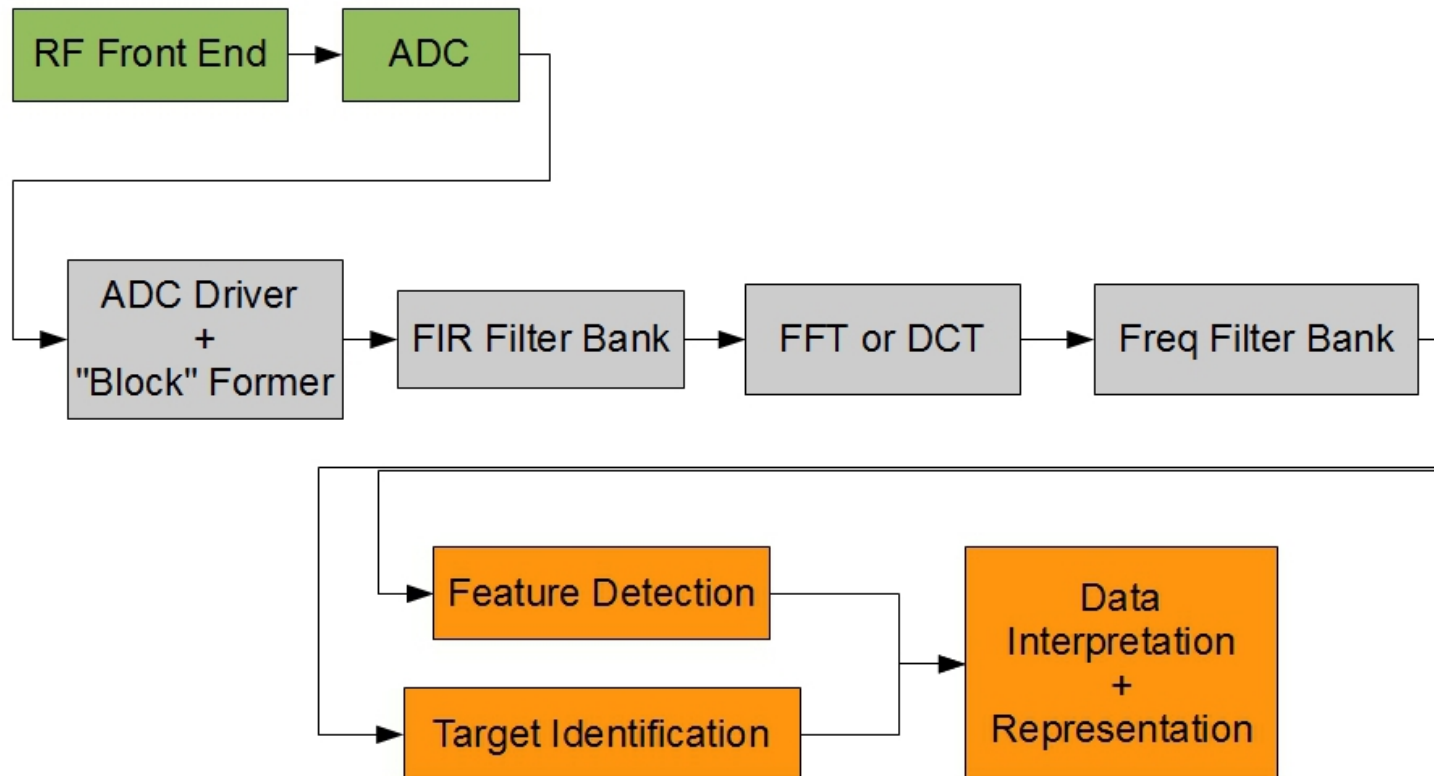 RF Front End
ADC
ADC Driver
+
"Block" Former
FIR Filter Bank
FFT or DCT
Freq Filter Bank
Feature Detection
Target Identification
Data
Interpretation
+
Representation